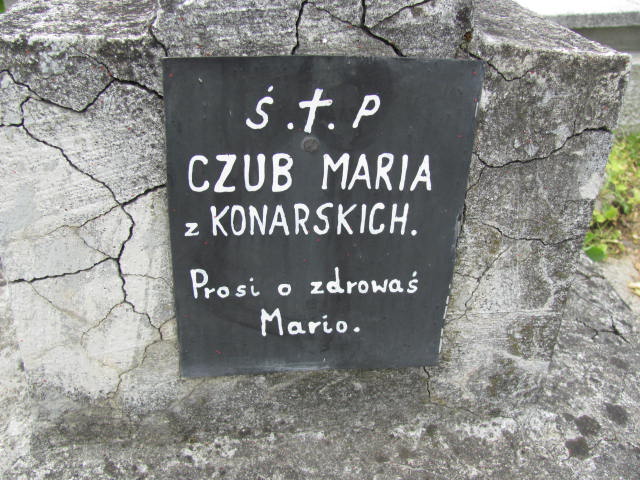 Ś.†.P
CZUB MARIA
z KONARSKICH.
Prosi o zdrowaś
Mario.